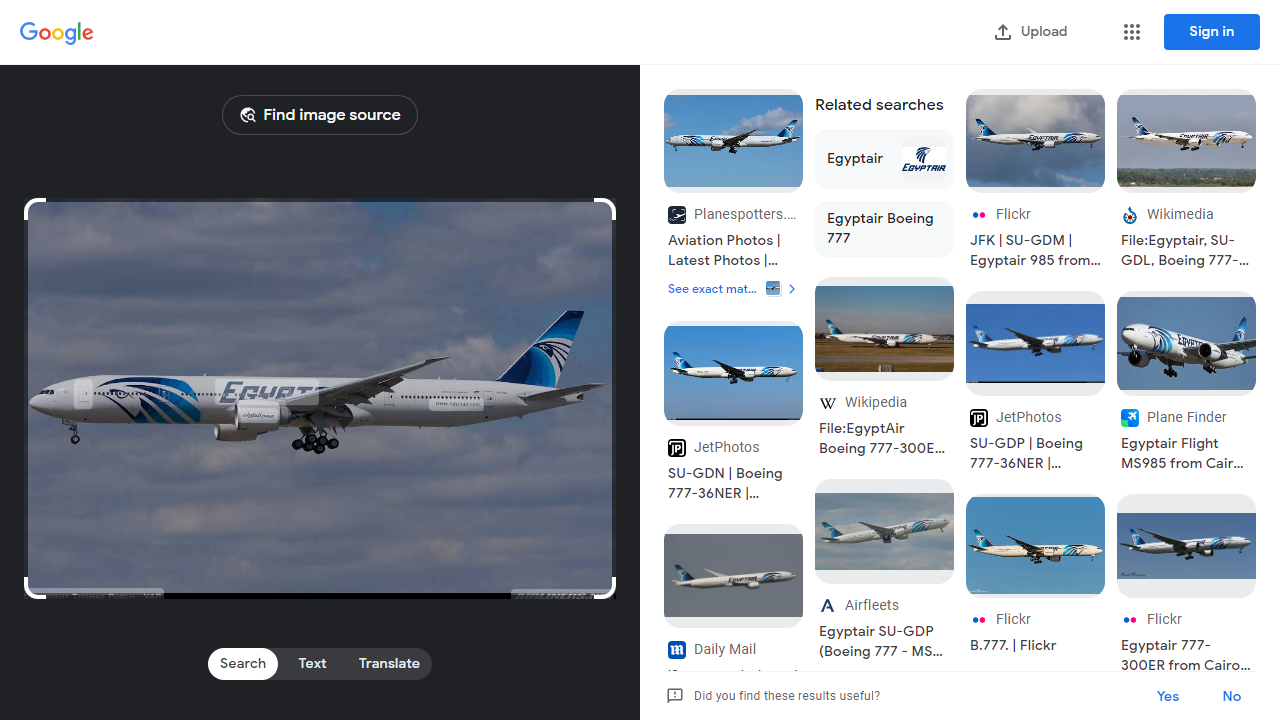 Google
Upload
Sign in
Find image source
EGYPTAIR
www.egyptair.com
AIRLINERS.NET
Search
Text
Translate
Planespotters....
Aviation Photos |
Latest Photos |...
See exact mat...
JetPhotos
SU-GDN | Boeing
777-36NER |...
Daily Mail
Related searches
Egyptair
EGYPTAIR
Egyptair Boeing
777
Wikipedia
File:EgyptAir
Boeing 777-300E...
Airfleets
Egyptair SU-GDP
(Boeing 777 - MS...
Flickr
JFK | SU-GDM |
Egyptair 985 from...
JetPhotos
SU-GDP | Boeing
777-36NER |...
Flickr
B.777. | Flickr
Wikimedia
File:Egyptair, SU-
GDL, Boeing 777-...
Plane Finder
Egyptair Flight
MS985 from Cair...
Flickr
Egyptair 777-
300ER from Cairo...
Did you find these results useful?
Yes
No